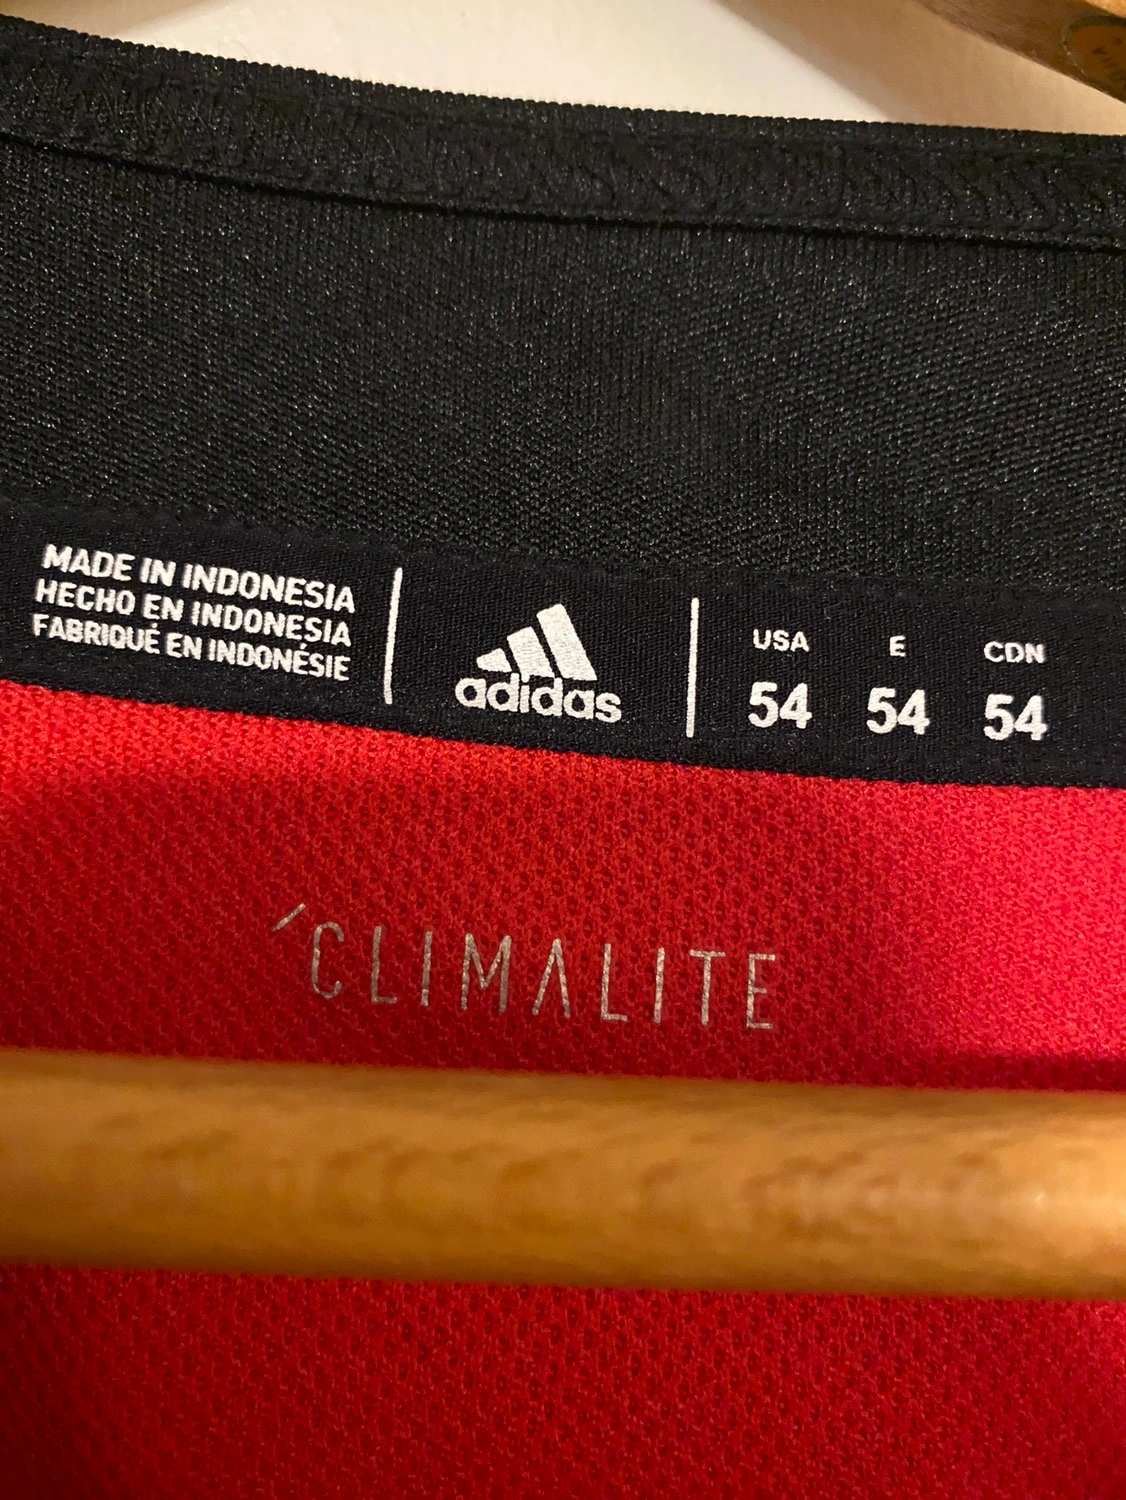 MADE IN INDONESIA
HECHO EN INDONESIA
FABRIQUÉ EN INDONÉSIE
adidas
USA E CDN
54 54 54
´CLIMALITE